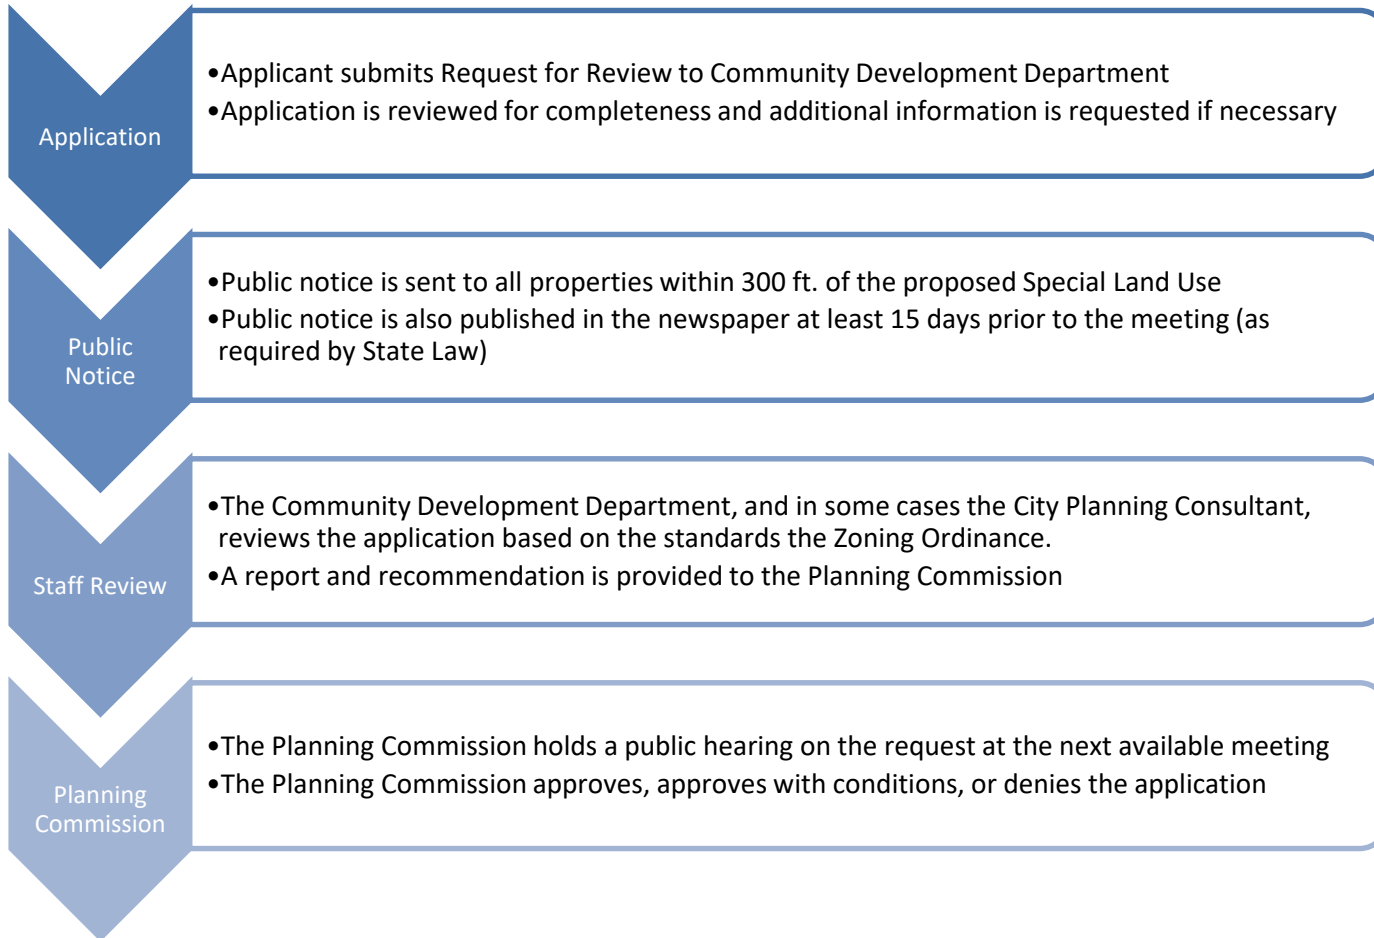 Application
•Applicant submits Request for Review to Community Development Department
•Application is reviewed for completeness and additional information is requested if necessary
Public
Notice
•Public notice is sent to all properties within 300 ft. of the proposed Special Land Use
•Public notice is also published in the newspaper at least 15 days prior to the meeting (as
required by State Law)
Staff Review
•The Community Development Department, and in some cases the City Planning Consultant,
reviews the application based on the standards the Zoning Ordinance.
•A report and recommendation is provided to the Planning Commission
Planning
Commission
•The Planning Commission holds a public hearing on the request at the next available meeting
•The Planning Commission approves, approves with conditions, or denies the application